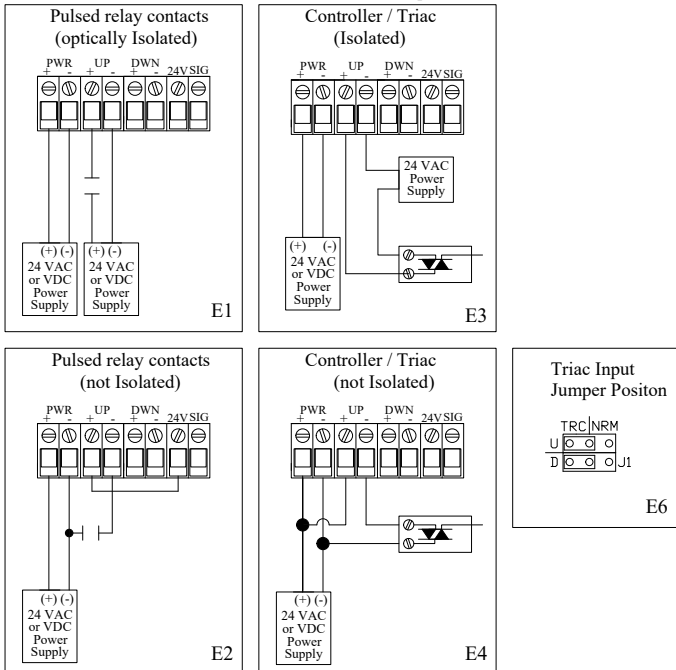 Pulsed relay contacts
(optically Isolated)
PWR UP DWN
+ - + - + - 24V SIG
(+) (-) (+) (-)
24 VAC 24 VAC
or VDC or VDC
Power Power
Supply Supply
E1
Controller / Triac
(Isolated)
PWR UP DWN
+ - + - + - 24V SIG
24 VAC
Power
Supply
(+) (-)
24 VAC
or VDC
Power
Supply
E3
Pulsed relay contacts
(not Isolated)
PWR UP DWN
+ - + - + - 24V SIG
(+) (-)
24 VAC
or VDC
Power
Supply
E2
Controller / Triac
(not Isolated)
PWR UP DWN
+ - + - + - 24V SIG
(+) (-)
24 VAC
or VDC
Power
Supply
E4
Triac Input
Jumper Positon
TRC NRM
U
D J1
E6